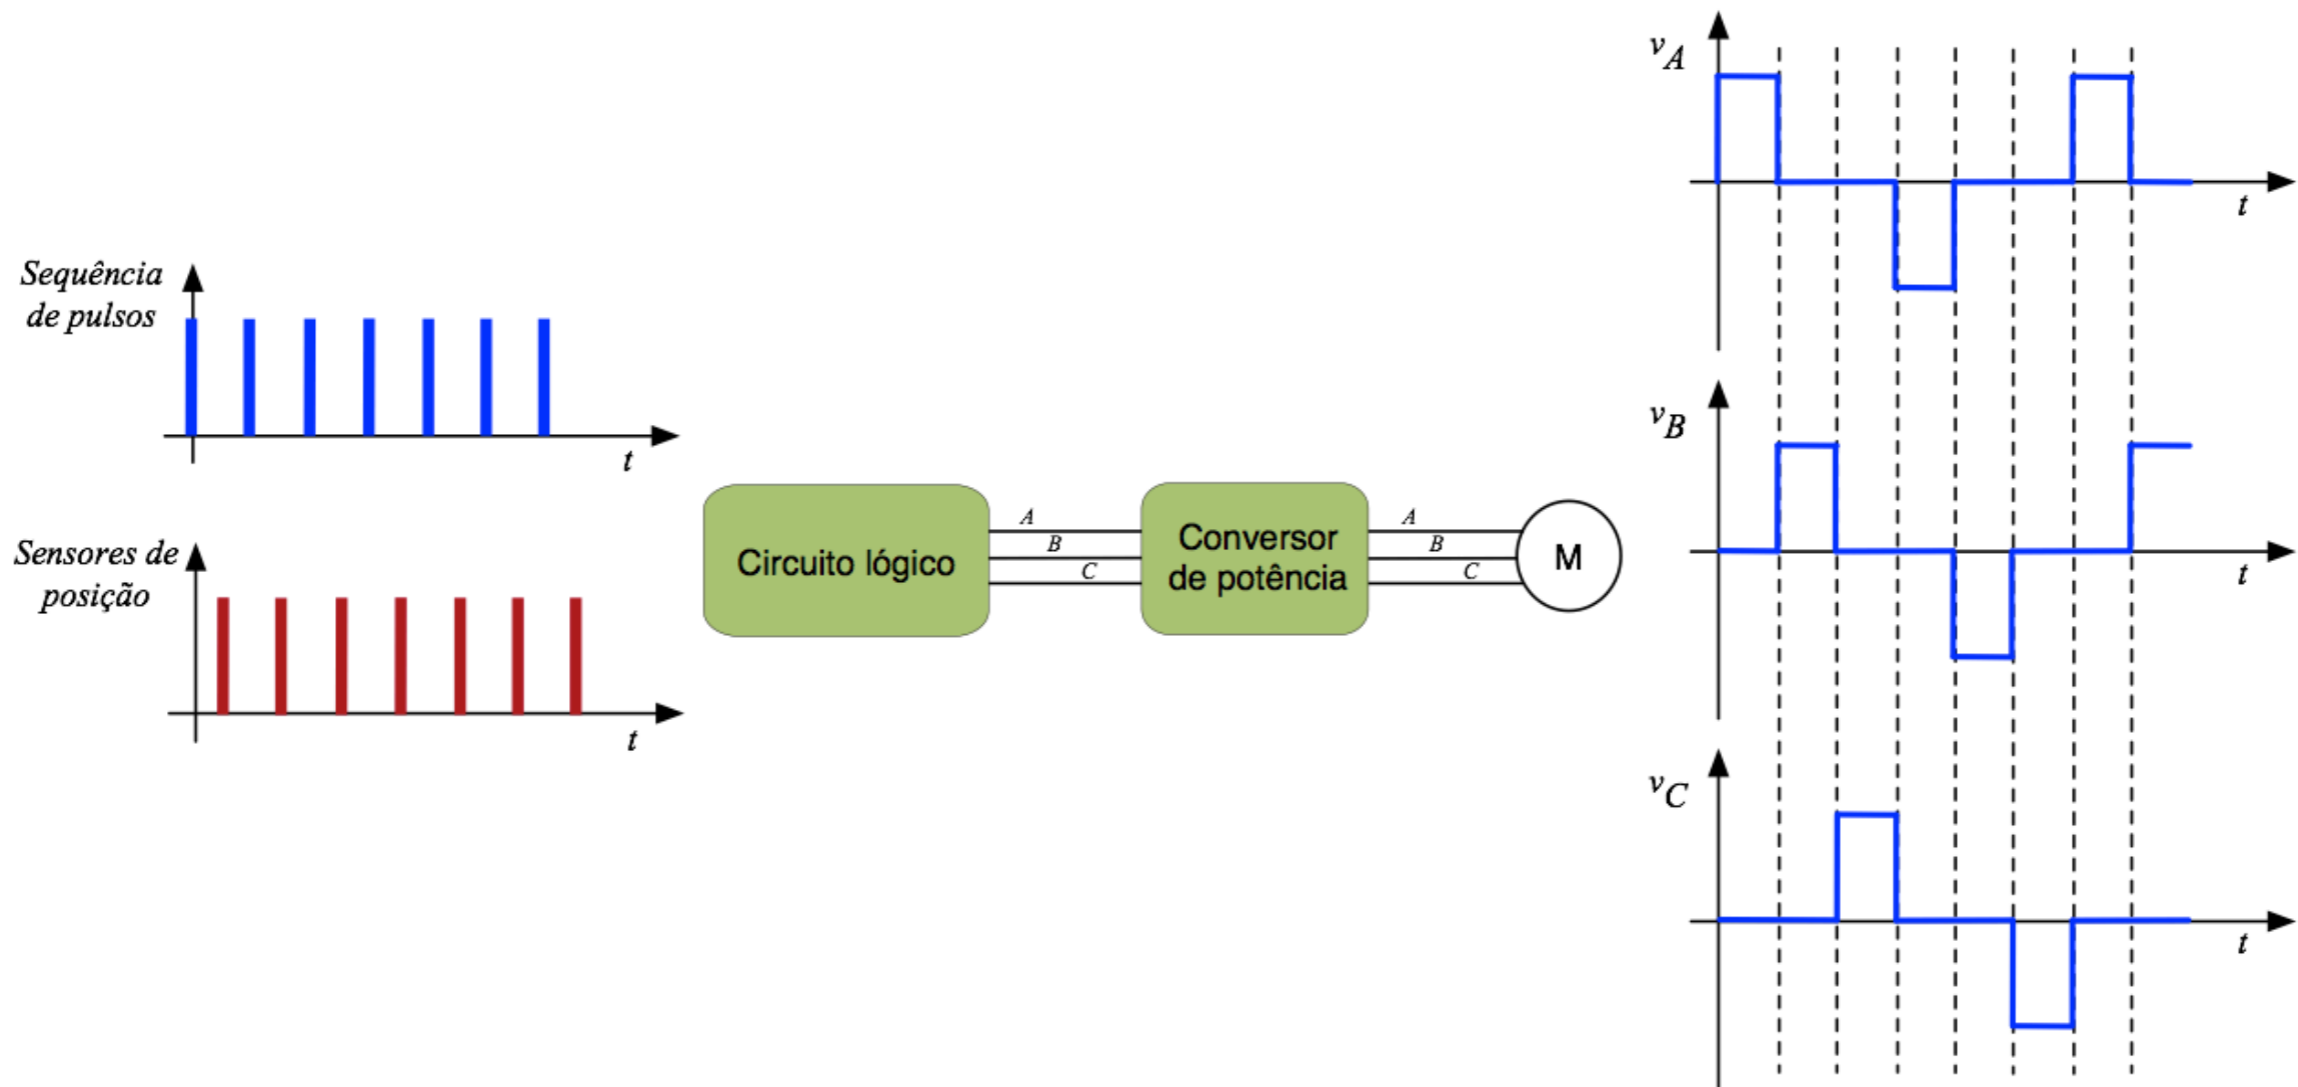 Sequência
de pulsos
t
Sensores de
posição
t
Circuito lógico
A
B
C
Conversor
de potência
A
B
C
M
vA
t
vB
t
vC
t